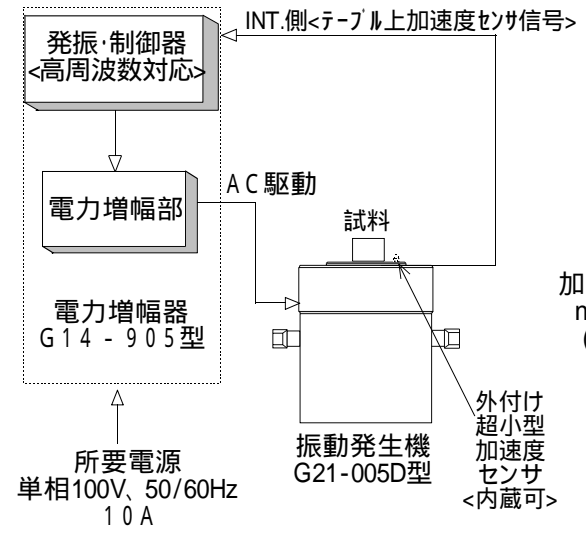 INT.側<テーブル上加速度センサ信号>
発振·制御器
<高周波数対応>
電力増幅部
AC駆動
試料
電力増幅器
G14-905型
加
m
(
外付け
超小型
加速度
センサ
<内蔵可>
振動発生機
G21-005D型
所要電源
単相100V、50/60Hz
10A